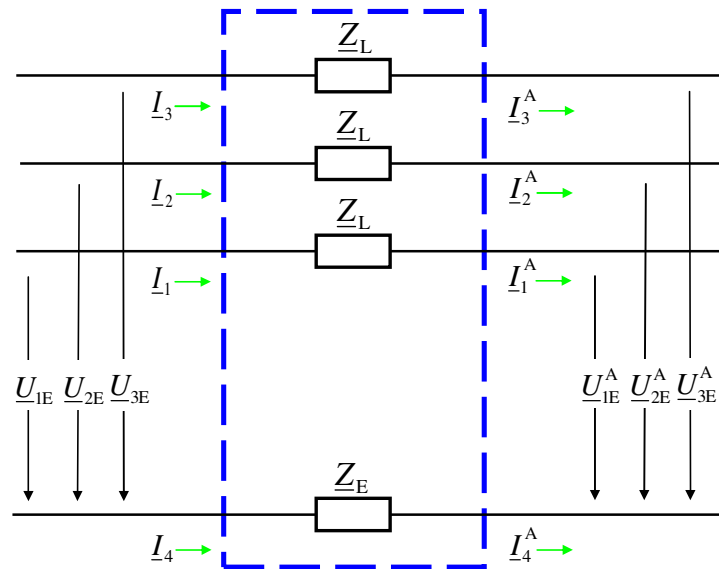 Z_L
I_3 I_3^A
Z_L
I_2 I_2^A
Z_L
I_1 I_1^A
U_1E U_2E U_3E U_1E^A U_2E^A U_3E^A
Z_E
I_4 I_4^A